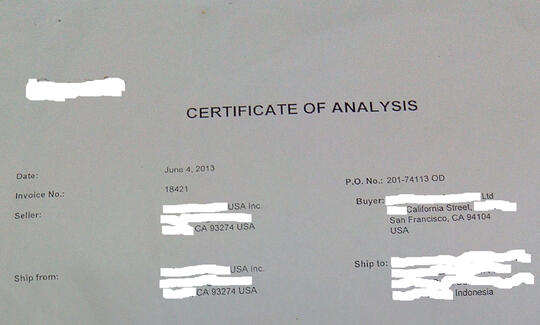 CERTIFICATE OF ANALYSIS
Date: June 4, 2013
Invoice No.: 18421
P.O. No.: 201-74113 OD
Seller: USA Inc.
CA 93274 USA
Buyer: Ltd
California Street,
San Francisco, CA 94104
USA
Ship from: USA Inc.
CA 93274 USA
Ship to:
Indonesia